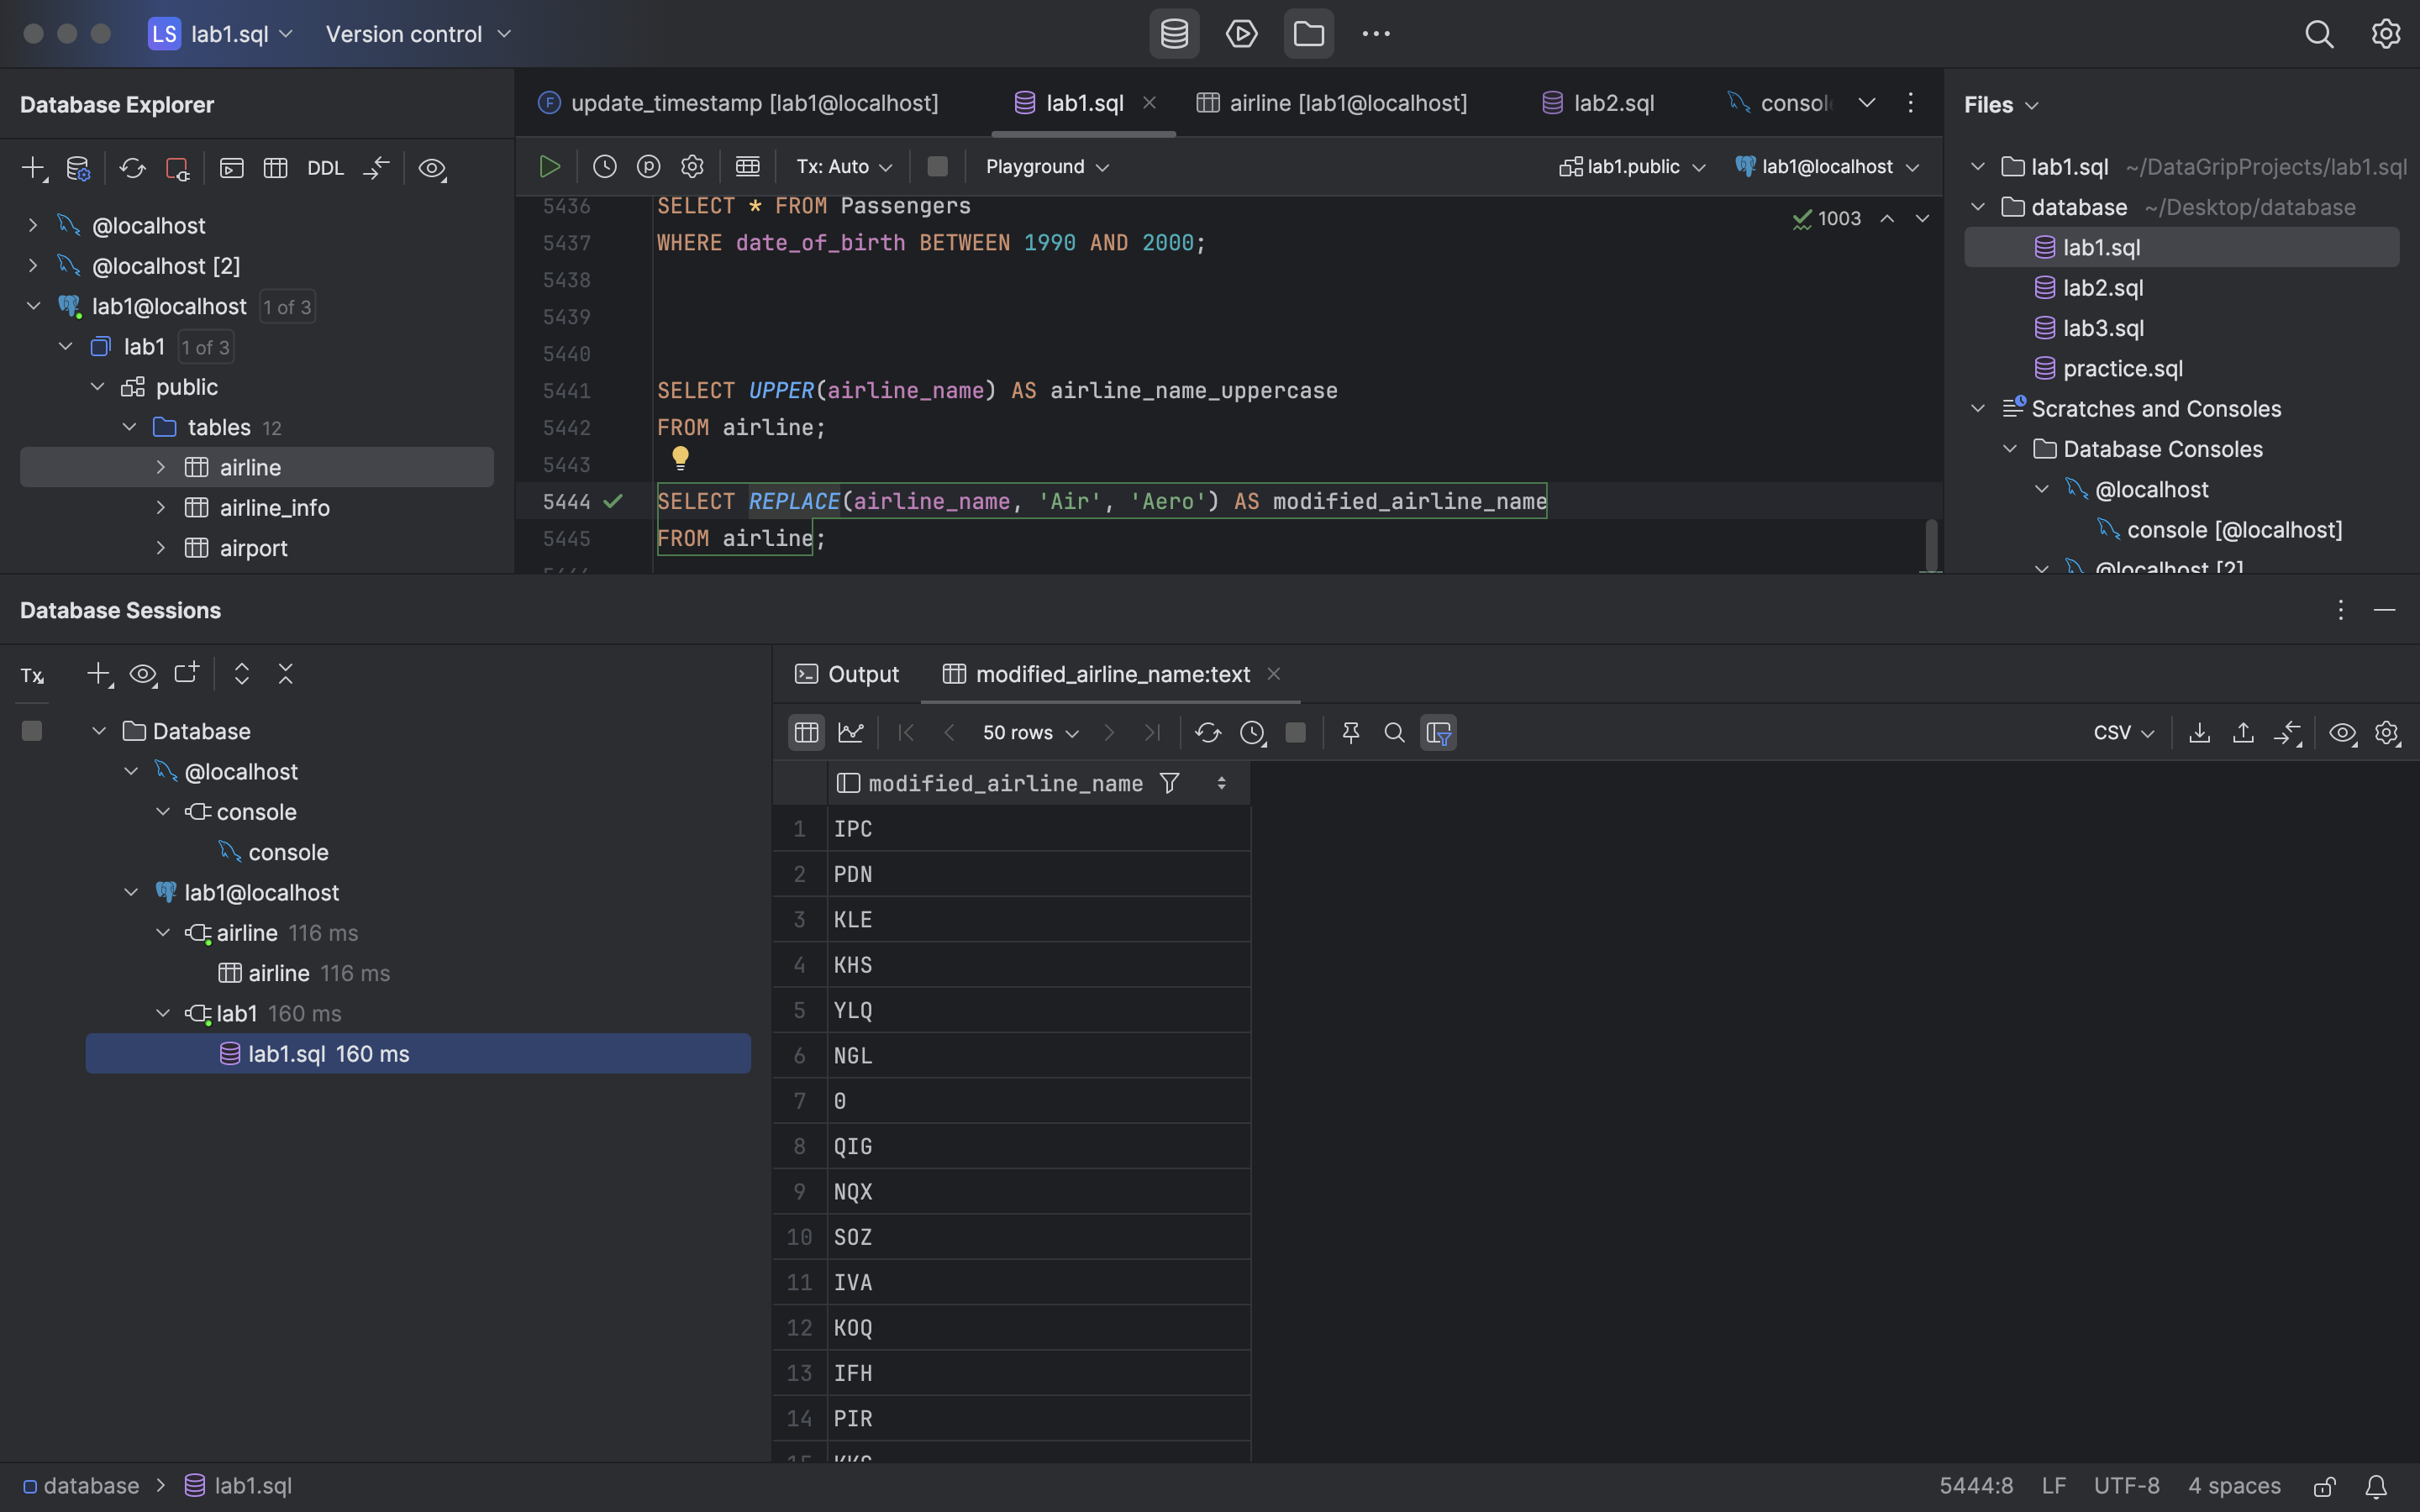 LS lab1.sql Version control
Database Explorer
DDL
@localhost
@localhost [2]
lab1@localhost 1 of 3
lab1 1 of 3
public
tables 12
airline
airline_info
airport
update_timestamp [lab1@localhost] lab1.sql airline [lab1@localhost] lab2.sql consol
Tx: Auto Playground lab1.public lab1@localhost
1003
5436 SELECT * FROM Passengers
5437 WHERE date_of_birth BETWEEN 1990 AND 2000;
5438
5439
5440
5441 SELECT UPPER(airline_name) AS airline_name_uppercase
5442 FROM airline;
5443
5444 SELECT REPLACE(airline_name, 'Air', 'Aero') AS modified_airline_name
5445 FROM airline;
Files
lab1.sql ~/DataGripProjects/lab1.sql
database ~/Desktop/database
lab1.sql
lab2.sql
lab3.sql
practice.sql
Scratches and Consoles
Database Consoles
@localhost
console [@localhost]
@localhost [2]
Database Sessions
Tx
Database
@localhost
console
console
lab1@localhost
airline 116 ms
airline 116 ms
lab1 160 ms
lab1.sql 160 ms
Output modified_airline_name:text
50 rows CSV
modified_airline_name
1 IPC
2 PDN
3 KLE
4 KHS
5 YLQ
6 NGL
7 0
8 QIG
9 NQX
10 SOZ
11 IVA
12 KOQ
13 IFH
14 PIR
database lab1.sql
5444:8 LF UTF-8 4 spaces